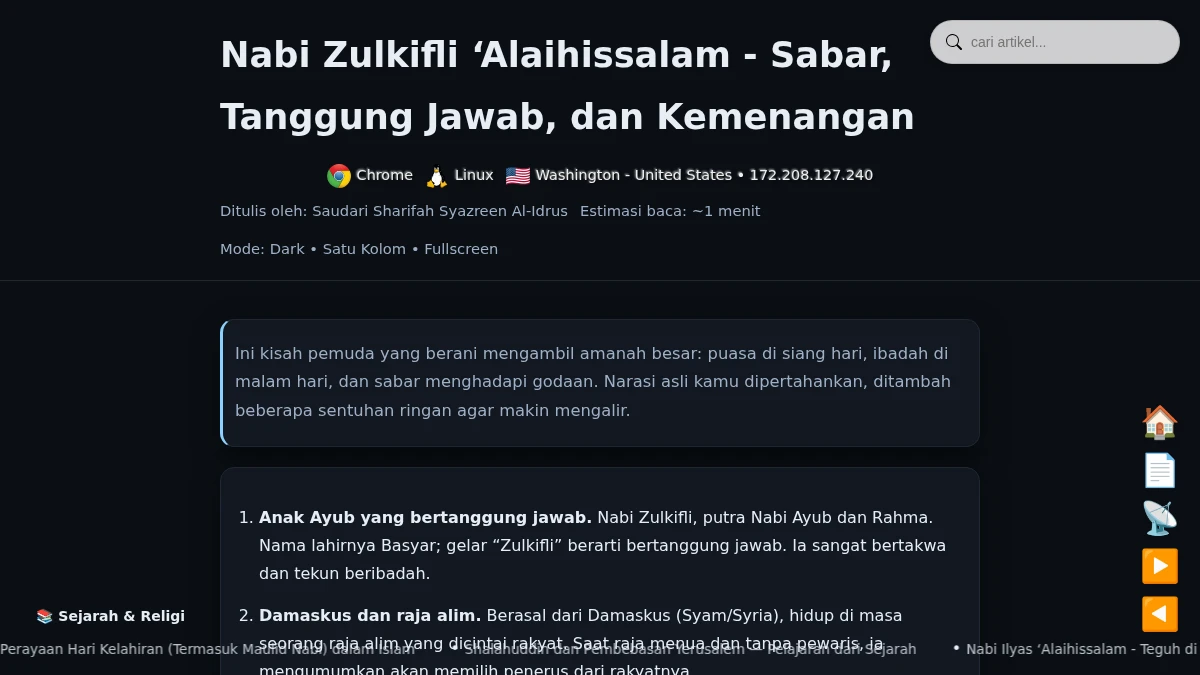 Nabi Zulkifli ‘Alaihissalam - Sabar,
Tanggung Jawab, dan Kemenangan
cari artikel...
Chrome Linux Washington - United States • 172.208.127.240
Ditulis oleh: Saudari Sharifah Syazreen Al-Idrus Estimasi baca: ~1 menit
Mode: Dark • Satu Kolom • Fullscreen
Ini kisah pemuda yang berani mengambil amanah besar: puasa di siang hari, ibadah di
malam hari, dan sabar menghadapi godaan. Narasi asli kamu dipertahankan, ditambah
beberapa sentuhan ringan agar makin mengalir.
1. Anak Ayub yang bertanggung jawab. Nabi Zulkifli, putra Nabi Ayub dan Rahma.
Nama lahirnya Basyar; gelar “Zulkifli” berarti bertanggung jawab. Ia sangat bertakwa
dan tekun beribadah.
2. Damaskus dan raja alim. Berasal dari Damaskus (Syam/Syria), hidup di masa
seorang raja alim yang dicintai rakyat. Saat raja menua dan tanpa pewaris, ia
mengumumkan akan memilih penerus dari rakyatnya.
📚 Sejarah & Religi
Perayaan Hari Kelahiran (Termasuk Maulid Nabi) dalam Islam • Shalahuddin dan Pembebasan Yerusalem — Pelajaran dari Sejarah • Nabi Ilyas ‘Alaihissalam - Teguh di